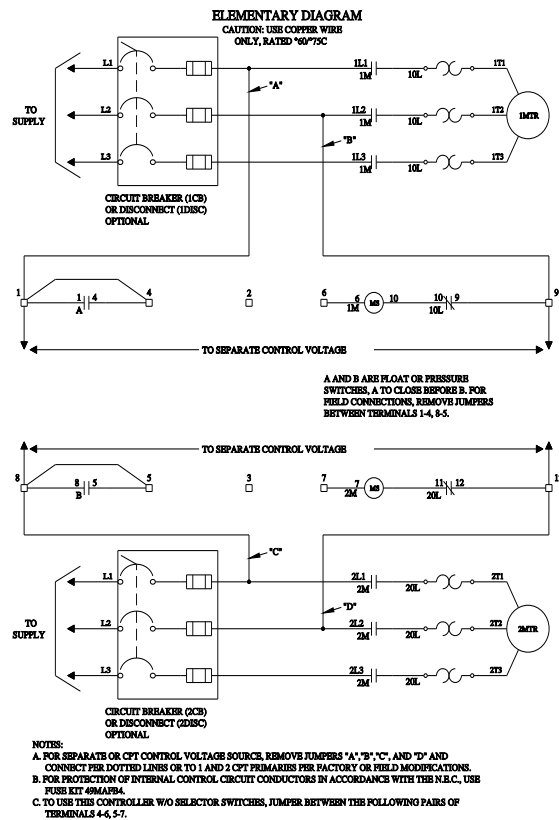 ELEMENTARY DIAGRAM
CAUTION: USE COPPER WIRE
ONLY, RATED °60/°75C
L1 1L1 1M 10L 1T1
"A"
TO
SUPPLY
L2 1L2 1M 10L 1T2 1MTR
"B"
L3 1L3 1M 10L 1T3
CIRCUIT BREAKER (1CB)
OR DISCONNECT (1DISC)
OPTIONAL
1 4 2 6 9
1 4 6 MS 10 10 9
A 1M 10L
TO SEPARATE CONTROL VOLTAGE
A AND B ARE FLOAT OR PRESSURE
SWITCHES, A TO CLOSE BEFORE B. FOR
FIELD CONNECTIONS, REMOVE JUMPERS
BETWEEN TERMINALS 1-4, 8-5.
TO SEPARATE CONTROL VOLTAGE
8 5 3 7 1
8 5 7 MS 11 12
B 2M 20L
"C"
L1 2L1 2M 20L 2T1
"D"
TO
SUPPLY
L2 2L2 2M 20L 2T2 2MTR
L3 2L3 2M 20L 2T3
CIRCUIT BREAKER (2CB)
OR DISCONNECT (2DISC)
OPTIONAL
NOTES:
A. FOR SEPARATE OR CPT CONTROL VOLTAGE SOURCE, REMOVE JUMPERS "A","B","C", AND "D" AND
CONNECT PER DOTTED LINES OR TO 1 AND 2 CPT PRIMARIES PER FACTORY OR FIELD MODIFICATIONS.
B. FOR PROTECTION OF INTERNAL CONTROL CIRCUIT CONDUCTORS IN ACCORDANCE WITH THE N.E.C., USE
FUSE KIT 49MAFB4.
C. TO USE THIS CONTROLLER W/O SELECTOR SWITCHES, JUMPER BETWEEN THE FOLLOWING PAIRS OF
TERMINALS 4-6, 5-7.